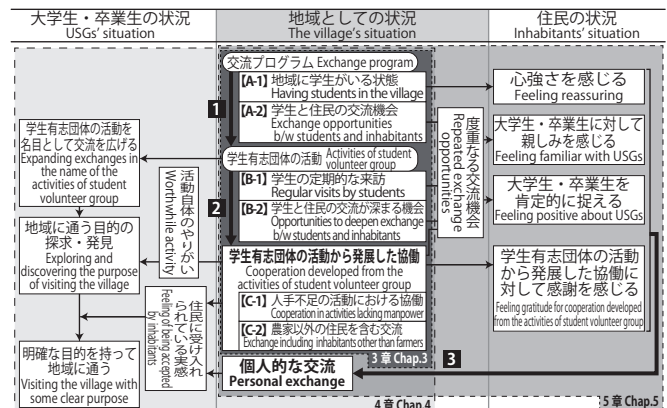 大学生・卒業生の状況
USGs' situation
地域としての状況
The village's situation
住民の状況
Inhabitants' situation
交流プログラム Exchange program
【A-1】地域に学生がいる状態
Having students in the village
【A-2】学生と住民の交流機会
Exchange opportunities
b/w students and inhabitants
1
学生有志団体の活動 Activities of student
volunteer group
【B-1】学生の定期的な来訪
Regular visits by students
【B-2】学生と住民の交流が深まる機会
Opportunities to deepen exchange
b/w students and inhabitants
2
学生有志団体の活動から発展した協働
Cooperation developed from the
activities of student volunteer group
【C-1】人手不足の活動における協働
Cooperation in activities lacking manpower
【C-2】農家以外の住民を含む交流
Exchange including inhabitants other than farmers
3 章 Chap.3
3
個人的な交流
Personal exchange
4 章 Chap.4
5 章 Chap.5
学生有志団体の活動を
名目として交流を広げる
Expanding exchanges in
the name of the
activities of student
volunteer group
地域に通う目的の
探求・発見
Exploring and
discovering the purpose
of visiting the village
明確な目的を持って
地域に通う
Visiting the village with
some clear purpose
活動自体のやりがい
Worthwhile activity
住民に受け入れ
られている実感
Feeling of being accepted
by inhabitants
度重なる交流機会
Repeated exchange
opportunities
心強さを感じる
Feeling reassuring
大学生・卒業生に対して
親しみを感じる
Feeling familiar with USGs
大学生・卒業生を
肯定的に捉える
Feeling positive about USGs
学生有志団体の活動
から発展した協働に
対して感謝を感じる
Feeling gratitude for cooperation developed
from the activities of student volunteer group